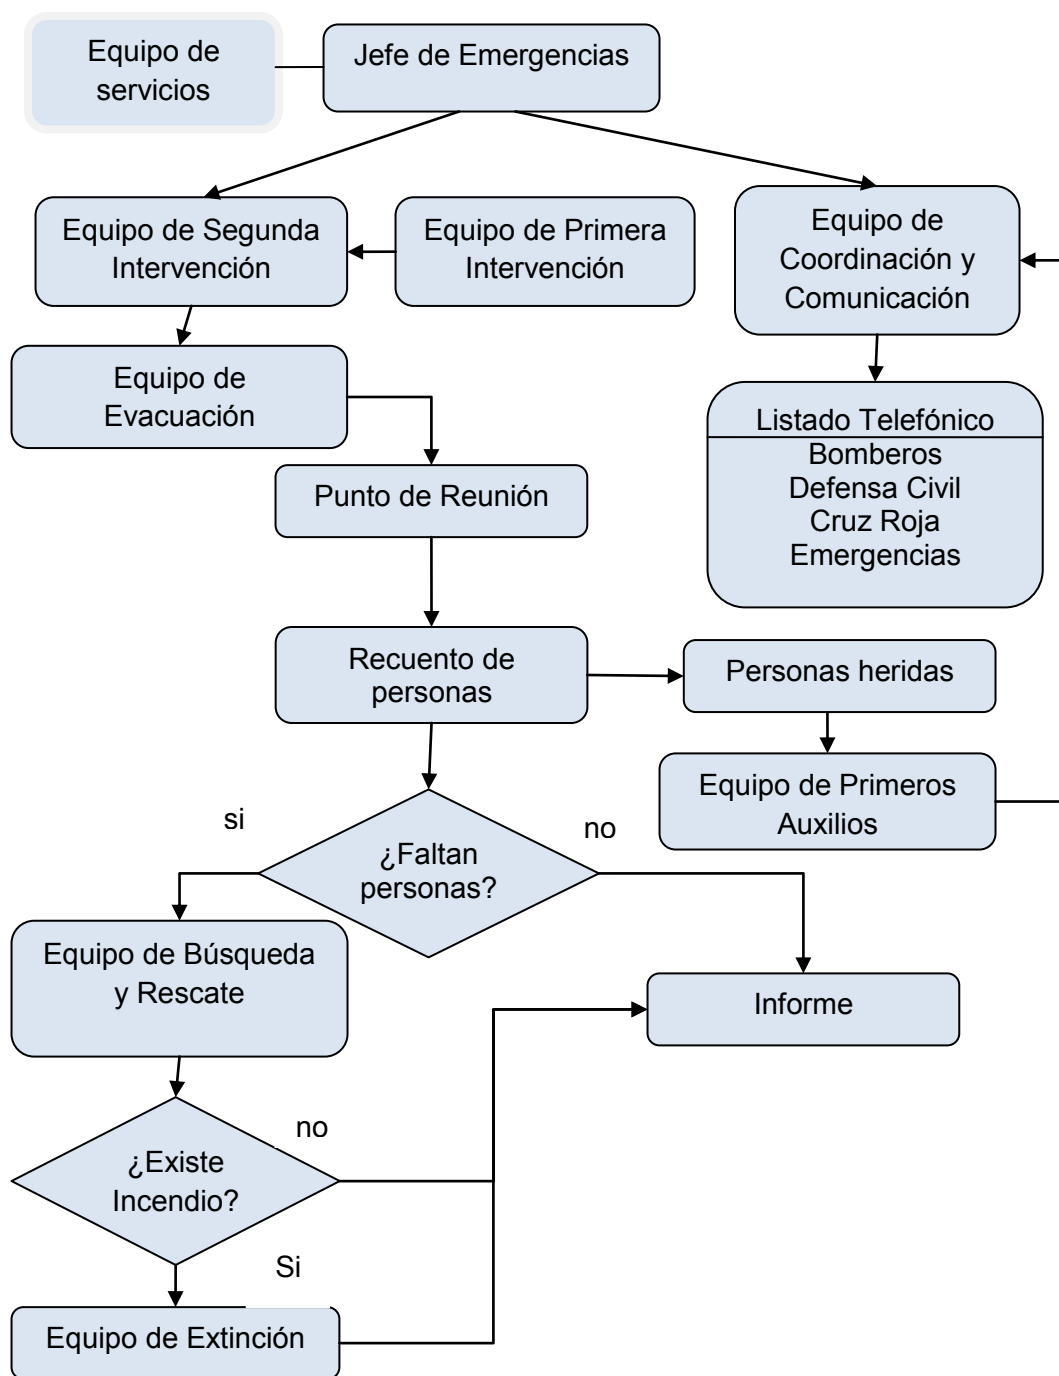 Equipo de
servicios
Jefe de Emergencias
Equipo de Segunda
Intervención
Equipo de Primera
Intervención
Equipo de
Coordinación y
Comunicación
Equipo de
Evacuación
Listado Telefónico
Bomberos
Defensa Civil
Cruz Roja
Emergencias
Punto de Reunión
Recuento de
personas
Personas heridas
Equipo de Primeros
Auxilios
si
no
¿Faltan
personas?
Equipo de Búsqueda
y Rescate
Informe
no
¿Existe
Incendio?
Si
Equipo de Extinción